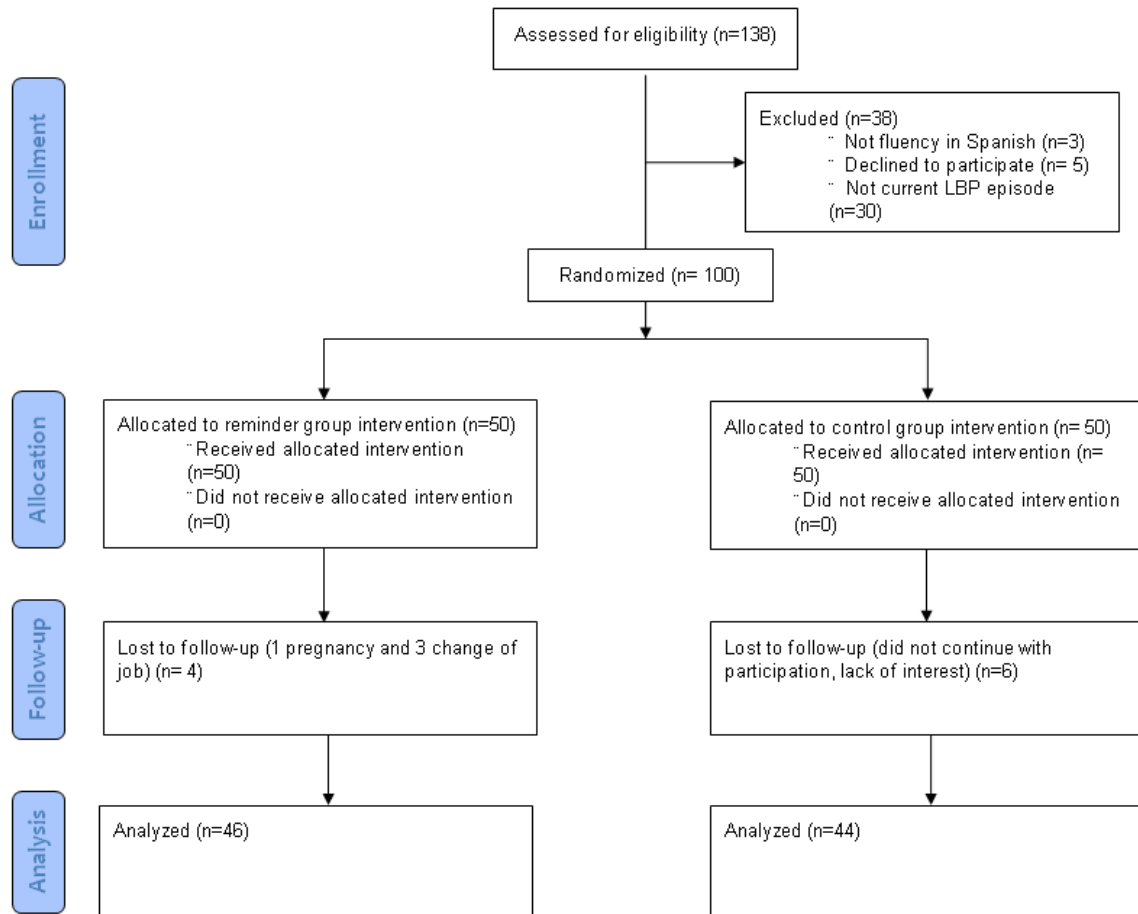 Assessed for eligibility (n=138)
Enrollment
Excluded (n=38)
¨ Not fluency in Spanish (n=3)
¨ Declined to participate (n= 5)
¨ Not current LBP episode
(n=30)
Randomized (n= 100)
Allocation
Allocated to reminder group intervention (n=50)
¨Received allocated intervention
(n=50)
¨Did not receive allocated intervention
(n=0)
Allocated to control group intervention (n= 50)
¨Received allocated intervention (n=
50)
¨Did not receive allocated intervention
(n=0)
Follow-up
Lost to follow-up (1 pregnancy and 3 change of
job) (n= 4)
Lost to follow-up (did not continue with
participation, lack of interest) (n=6)
Analysis
Analyzed (n=46)
Analyzed (n=44)